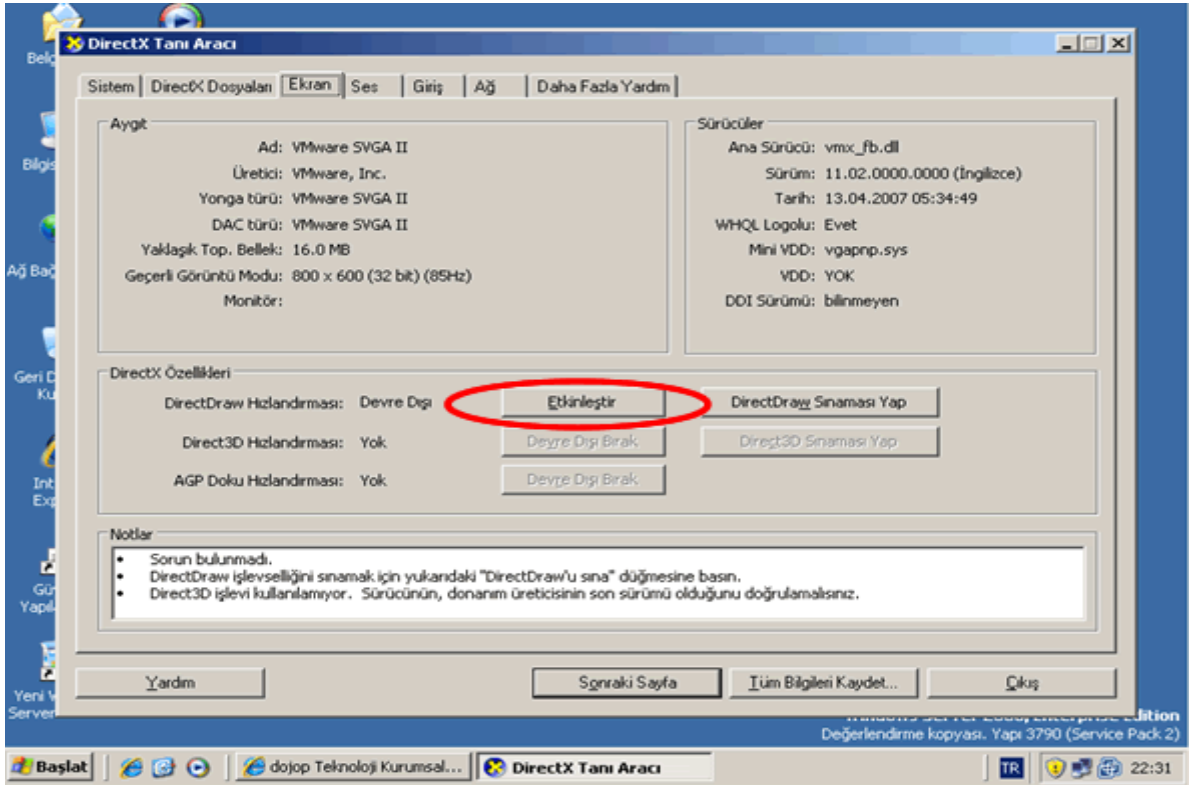 DirectX Tanı Aracı
Sistem
DirectX Dosyaları
Ekran
Ses
Giriş
Ağ
Daha Fazla Yardım
Aygıt
Ad: VMware SVGA II
Üretici: VMware, Inc.
Yonga türü: VMware SVGA II
DAC türü: VMware SVGA II
Yaklaşık Top. Bellek: 16.0 MB
Geçerli Görüntü Modu: 800 x 600 (32 bit) (85Hz)
Monitör:
Sürücüler
Ana Sürücü: vmx_fb.dll
Sürüm: 11.02.0000.0000 (İngilizce)
Tarih: 13.04.2007 05:34:49
WHQL Logolu: Evet
Mini VDD: vgapnp.sys
VDD: YOK
DDI Sürümü: bilinmeyen
DirectX Özellikleri
DirectDraw Hızlandırması: Devre Dışı Etkinleştir DirectDraw Sınaması Yap
Direct3D Hızlandırması: Yok Devre Dışı Bırak Direct3D Sınaması Yap
AGP Doku Hızlandırması: Yok Devre Dışı Bırak
Notlar
• Sorun bulunmadı.
• DirectDraw işlevselliğini sınamak için yukarıdaki "DirectDraw'u sına" düğmesine basın.
• Direct3D işlevi kullanılamıyor. Sürücünün, donanım üreticisinin son sürümü olduğunu doğrulamalısınız.
Yardım
Sonraki Sayfa
Tüm Bilgileri Kaydet...
Çıkış
Değerlendirme kopyası. Yapı 3790 (Service Pack 2)
Başlat
dojop Teknoloji Kurumsal...
DirectX Tanı Aracı
TR
22:31